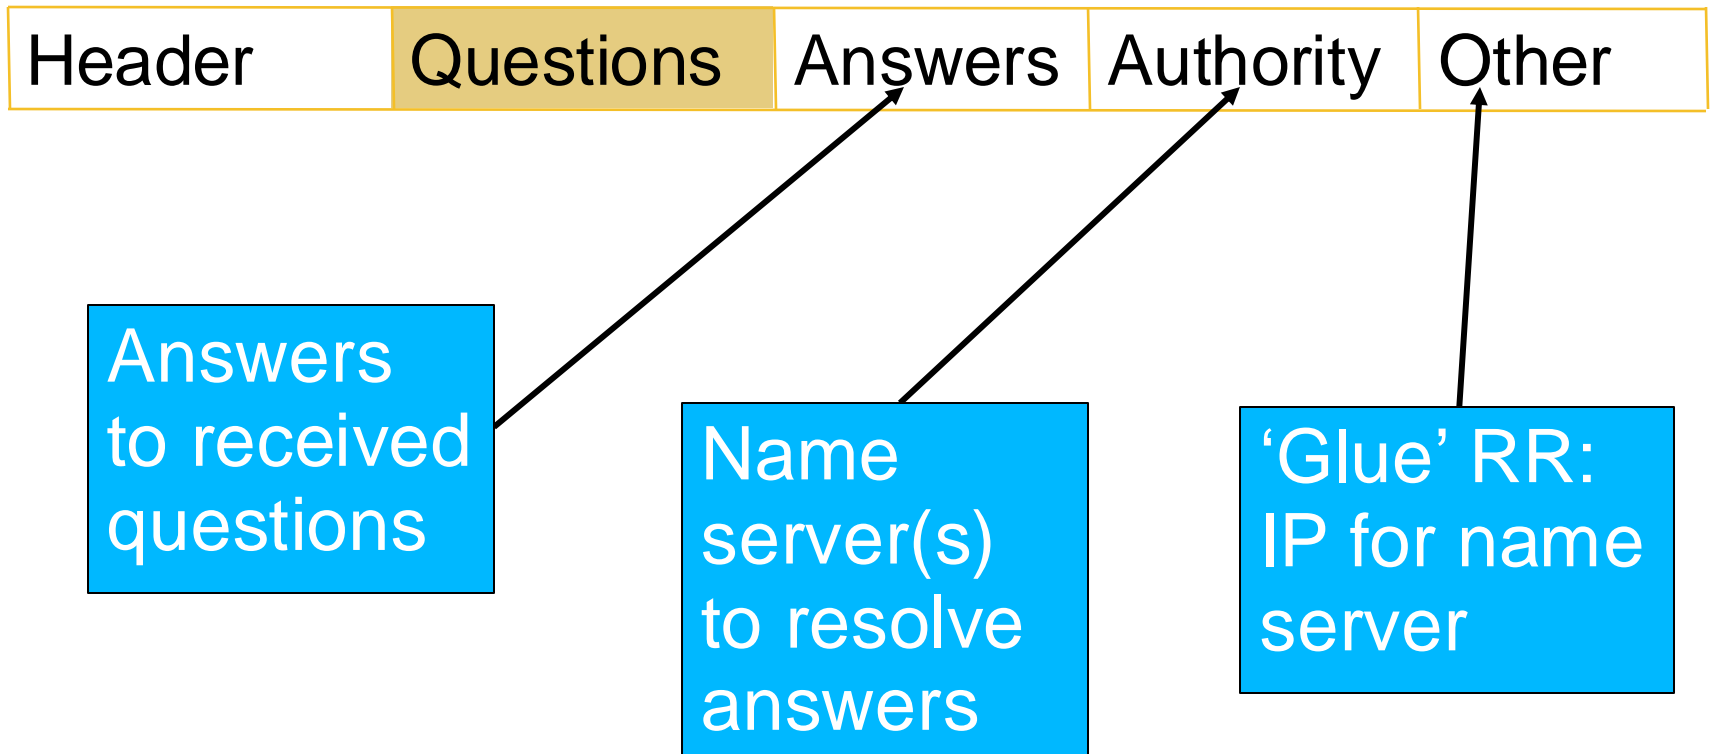 Header Questions Answers Authority Other
Answers
to received
questions
Name
server(s)
to resolve
answers
‘Glue’ RR:
IP for name
server